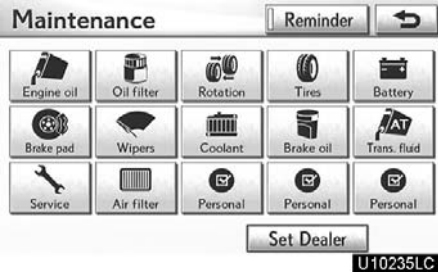 Maintenance Reminder
Engine oil Oil filter Rotation Tires Battery
Brake pad Wipers Coolant Brake oil AT Trans. fluid
Service Air filter Personal Personal Personal
Set Dealer
U10235LC